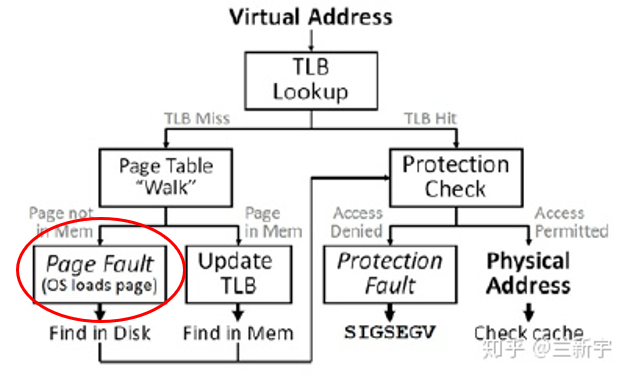 Virtual Address
TLB
Lookup
TLB Miss
TLB Hit
Page Table
"Walk"
Protection
Check
Page not
in Mem
Page
in Mem
Access
Denied
Access
Permitted
Page Fault
(OS loads page)
Update
TLB
Protection
Fault
Physical
Address
Find in Disk
Find in Mem
SIGSEGV
Check cache
知乎 @兰新宇